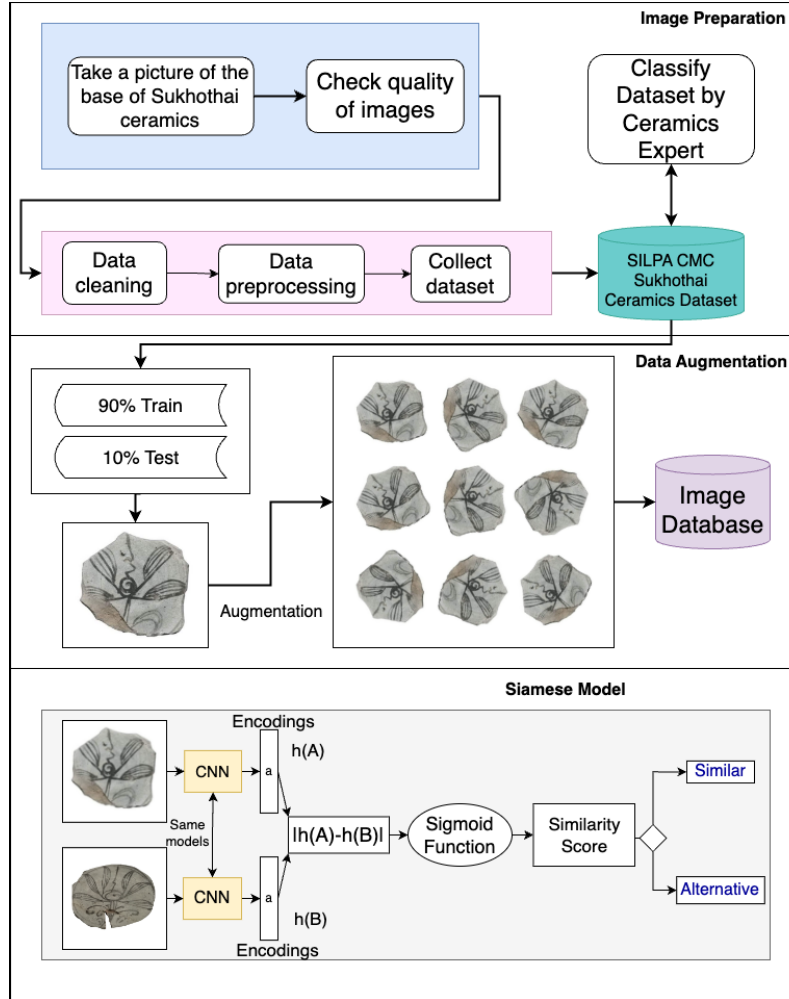 Image Preparation
Take a picture of the
base of Sukhothai
ceramics
Check quality
of images
Classify
Dataset by
Ceramics
Expert
Data
cleaning
Data
preprocessing
Collect
dataset
SILPA CMC
Sukhothai
Ceramics Dataset
Data Augmentation
90% Train
10% Test
Augmentation
Image
Database
Siamese Model
Encodings
h(A)
CNN
a
Same
models
|h(A)-h(B)|
Sigmoid
Function
Similarity
Score
Similar
Alternative
CNN
a
h(B)
Encodings